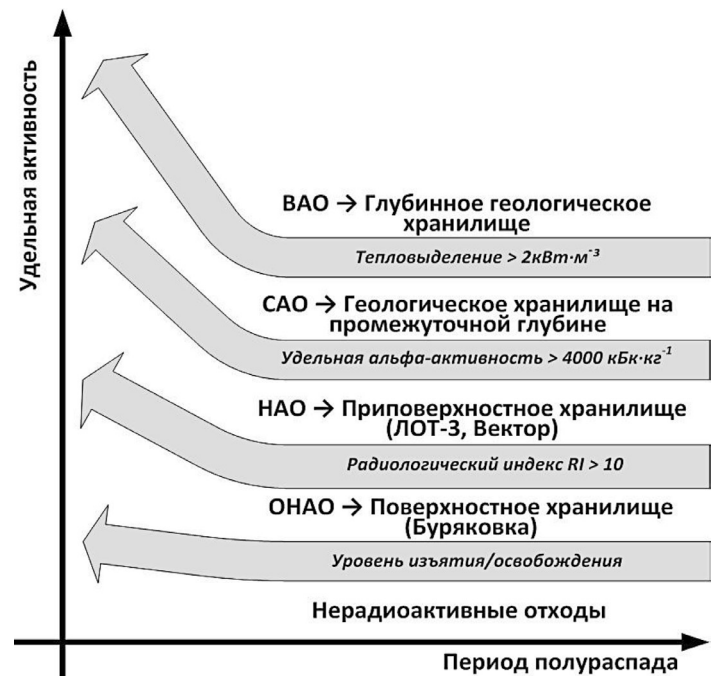 Удельная активность
ВАО → Глубинное геологическое
хранилище
Тепловыделение > 2кВт·м⁻³
САО → Геологическое хранилище на
промежуточной глубине
Удельная альфа-активность > 4000 кБк·кг⁻¹
НАО → Приповерхностное хранилище
(ЛОТ-3, Вектор)
Радиологический индекс RI > 10
ОНАО → Поверхностное хранилище
(Буряковка)
Уровень изъятия/освобождения
Нерадиоактивные отходы
Период полураспада